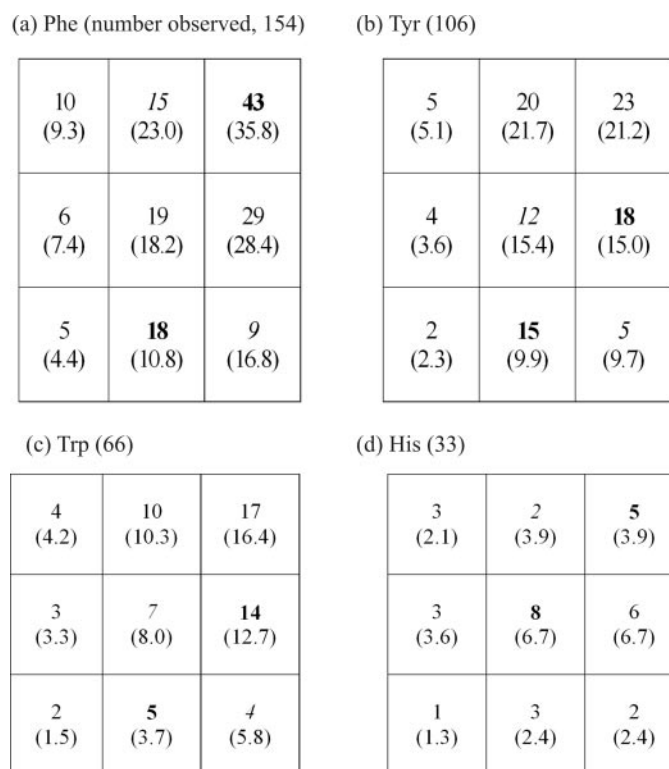 (a) Phe (number observed, 154)
10 15 43
(9.3) (23.0) (35.8)
6 19 29
(7.4) (18.2) (28.4)
5 18 9
(4.4) (10.8) (16.8)
(b) Tyr (106)
5 20 23
(5.1) (21.7) (21.2)
4 12 18
(3.6) (15.4) (15.0)
2 15 5
(2.3) (9.9) (9.7)
(c) Trp (66)
4 10 17
(4.2) (10.3) (16.4)
3 7 14
(3.3) (8.0) (12.7)
2 5 4
(1.5) (3.7) (5.8)
(d) His (33)
3 2 5
(2.1) (3.9) (3.9)
3 8 6
(3.6) (6.7) (6.7)
1 3 2
(1.3) (2.4) (2.4)